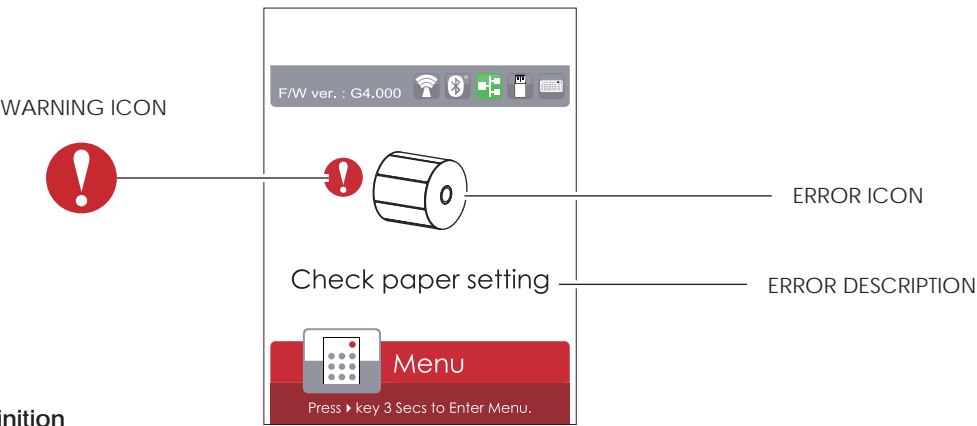 F/W ver. : G4.000
WARNING ICON
ERROR ICON
Check paper setting
ERROR DESCRIPTION
Menu
Press key 3 Secs to Enter Menu.